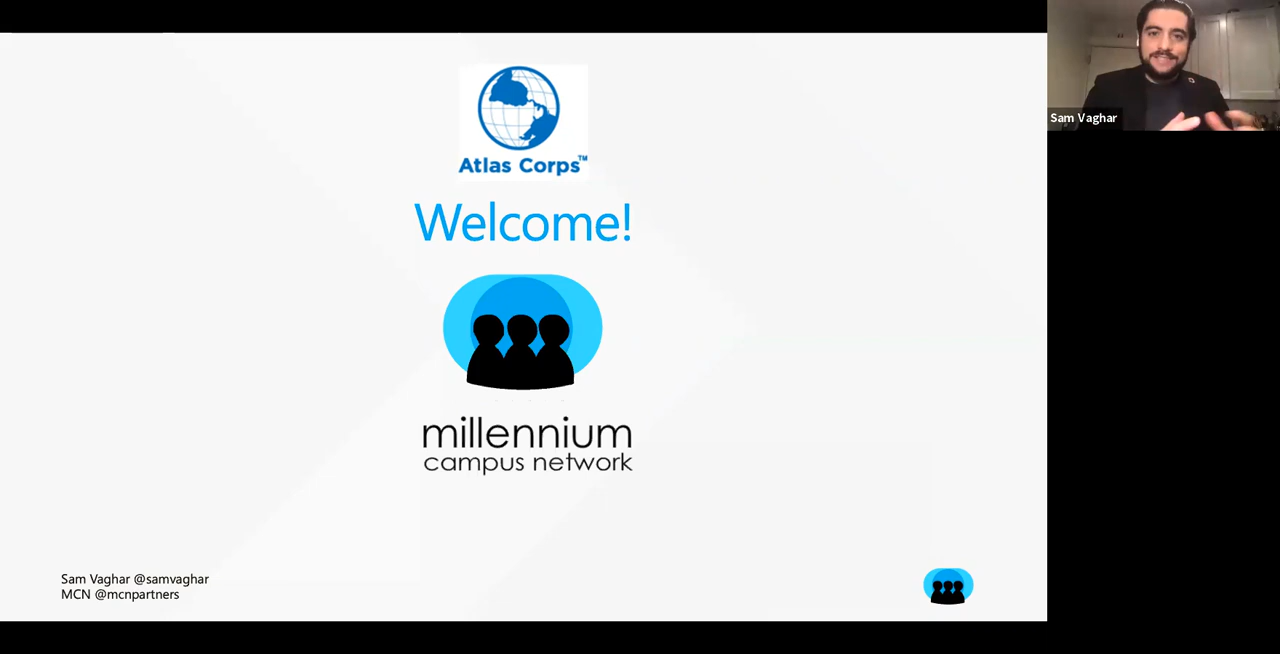 Atlas Corps™
Welcome!
millennium
campus network
Sam Vaghar @samvaghar
MCN @mcnpartners
Sam Vaghar